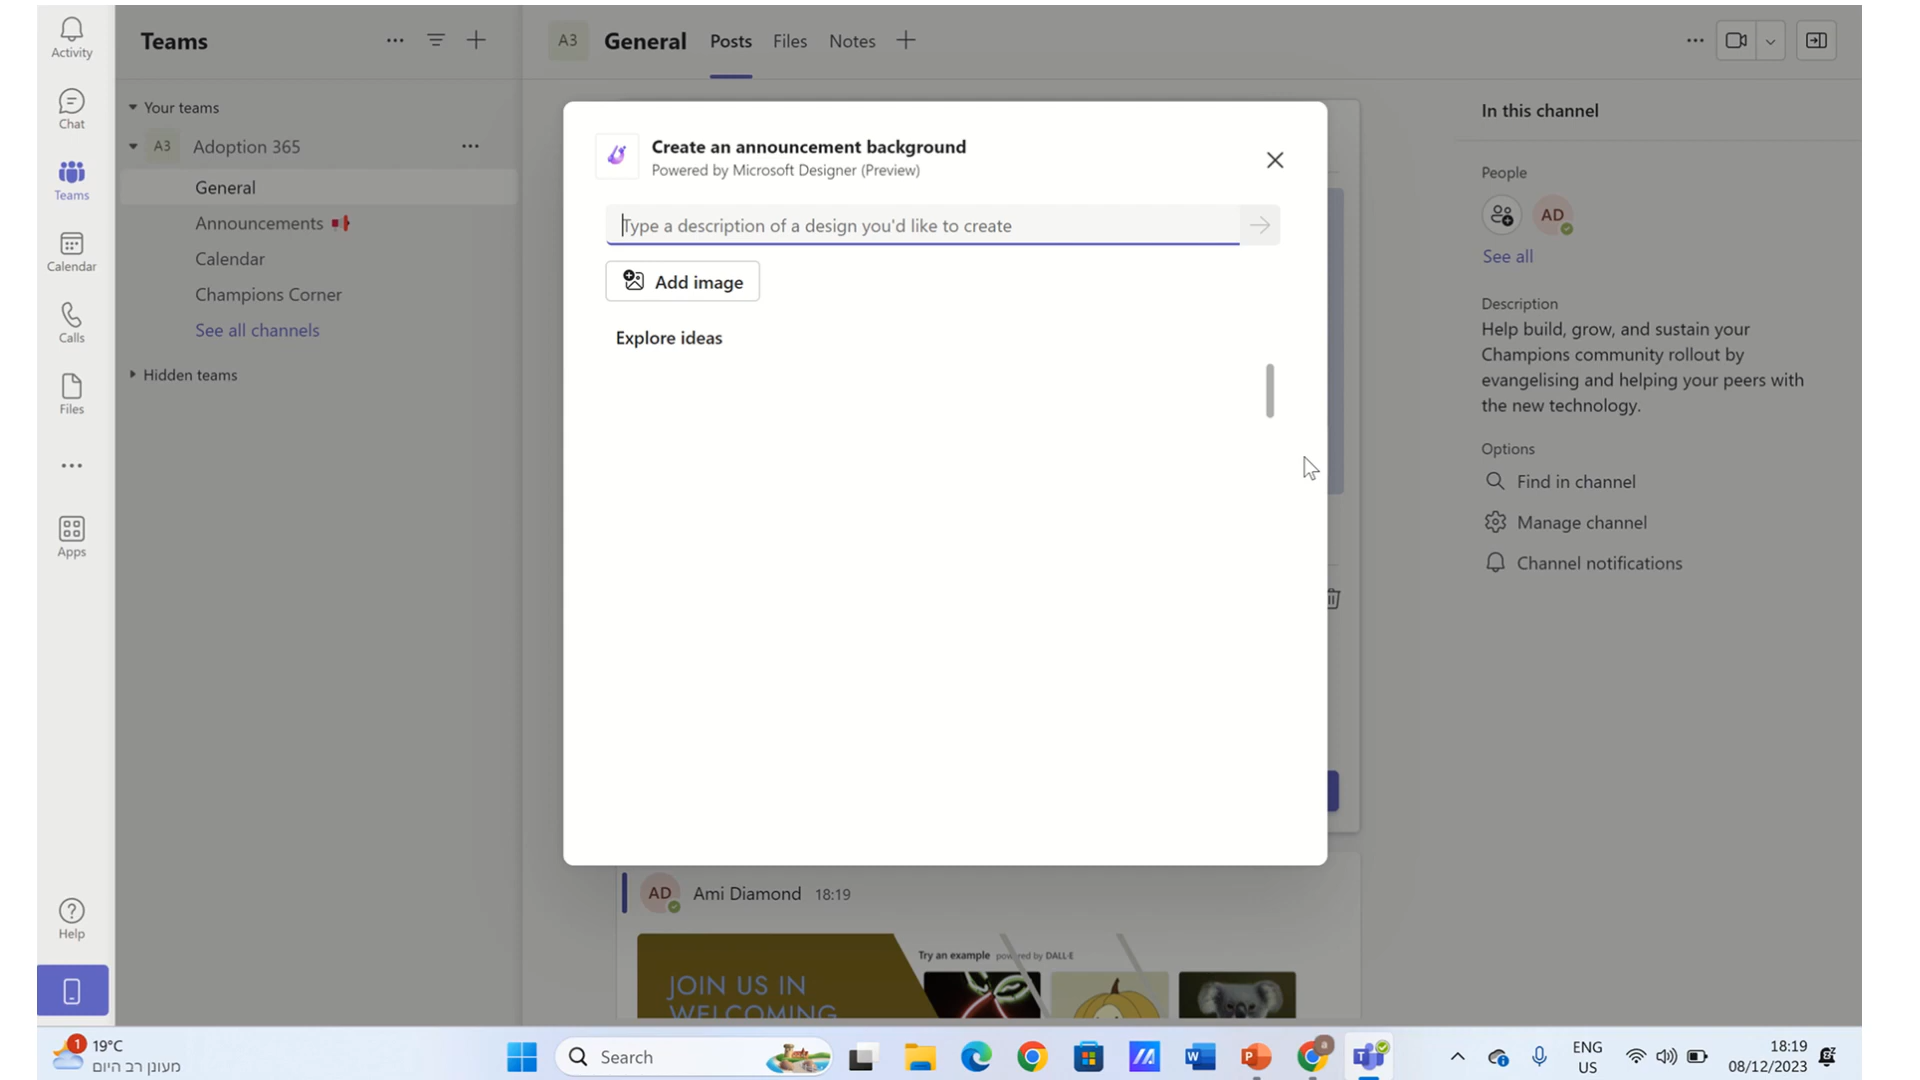 Activity
Chat
Teams
Calendar
Calls
Files
Apps
Help
Teams
Your teams
A3 Adoption 365
General
Announcements
Calendar
Champions Corner
See all channels
Hidden teams
A3 General Posts Files Notes
Create an announcement background
Powered by Microsoft Designer (Preview)
Type a description of a design you'd like to create
Add image
Explore ideas
In this channel
People
AD
See all
Description
Help build, grow, and sustain your
Champions community rollout by
evangelising and helping your peers with
the new technology.
Options
Find in channel
Manage channel
Channel notifications
AD Ami Diamond 18:19
Try an example powered by DALL·E
JOIN US IN
WELCOMING
1
19°C
מעונן רב היום
Search
W
P
a
T
ENG
US
18:19
08/12/2023